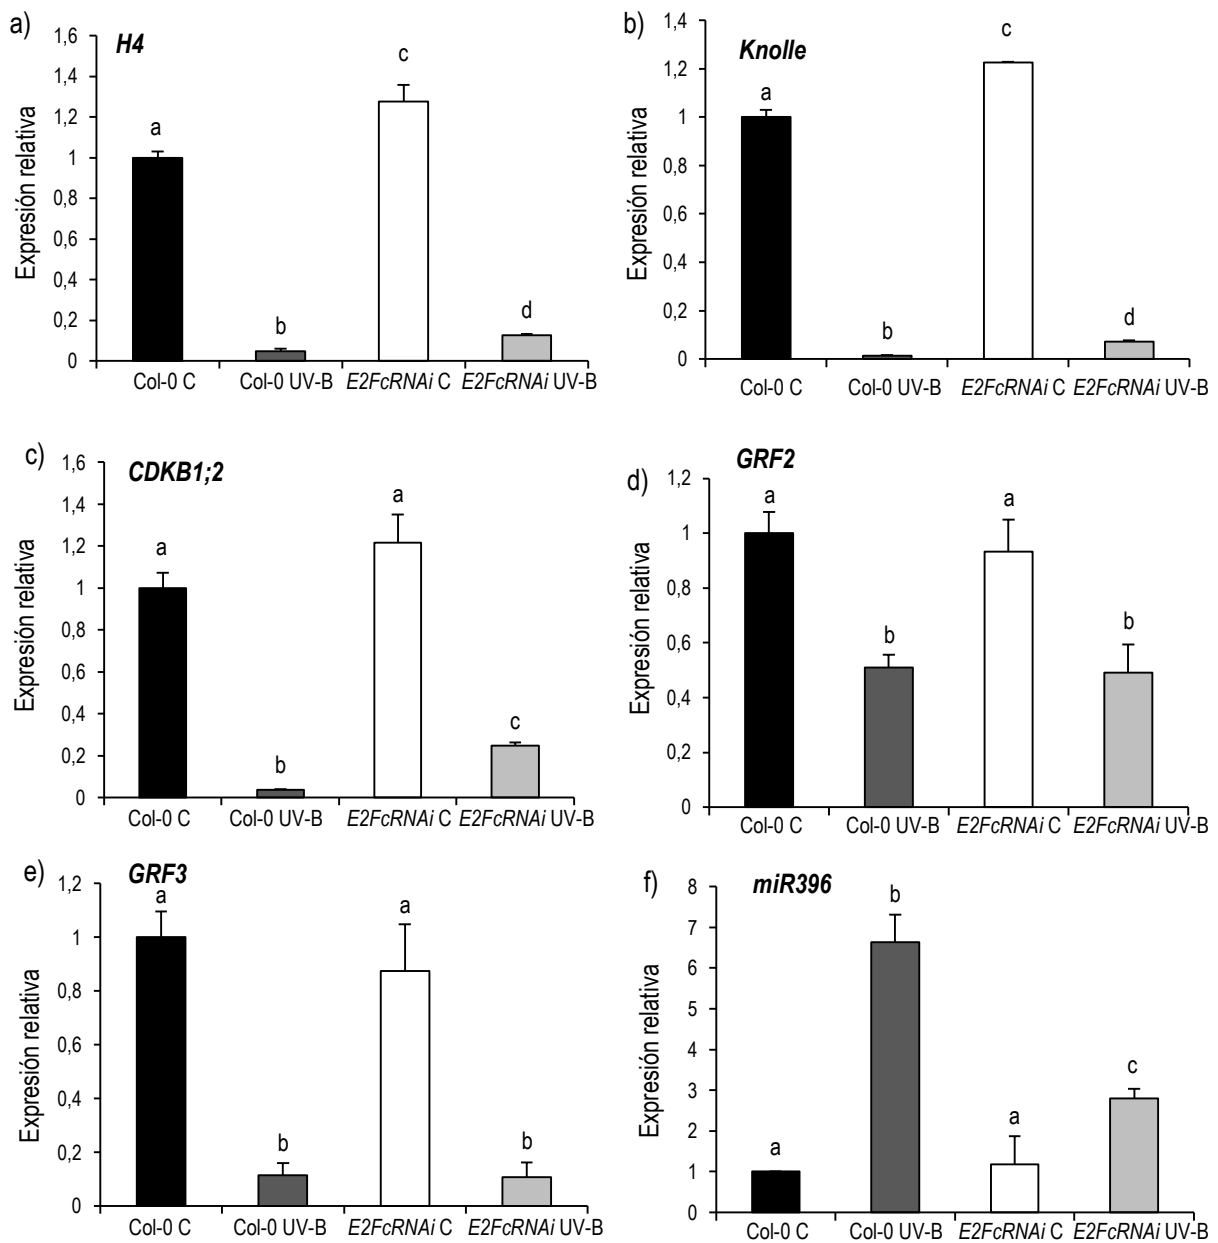 a)
H4
Expresión relativa
1,6
1,4
1,2
1
0,8
0,6
0,4
0,2
0
a
b
c
d
Col-0 C
Col-0 UV-B
E2FcRNAi C
E2FcRNAi UV-B
b)
Knolle
Expresión relativa
1,4
1,2
1
0,8
0,6
0,4
0,2
0
a
b
c
d
Col-0 C
Col-0 UV-B
E2FcRNAi C
E2FcRNAi UV-B
c)
CDKB1;2
Expresión relativa
1,6
1,4
1,2
1
0,8
0,6
0,4
0,2
0
a
b
a
c
Col-0 C
Col-0 UV-B
E2FcRNAi C
E2FcRNAi UV-B
d)
GRF2
Expresión relativa
1,2
1
0,8
0,6
0,4
0,2
0
a
b
a
b
Col-0 C
Col-0 UV-B
E2FcRNAi C
E2FcRNAi UV-B
e)
GRF3
Expresión relativa
1,2
1
0,8
0,6
0,4
0,2
0
a
b
a
b
Col-0 C
Col-0 UV-B
E2FcRNAi C
E2FcRNAi UV-B
f)
miR396
Expresión relativa
8
7
6
5
4
3
2
1
0
a
b
a
c
Col-0 C
Col-0 UV-B
E2FcRNAi C
E2FcRNAi UV-B